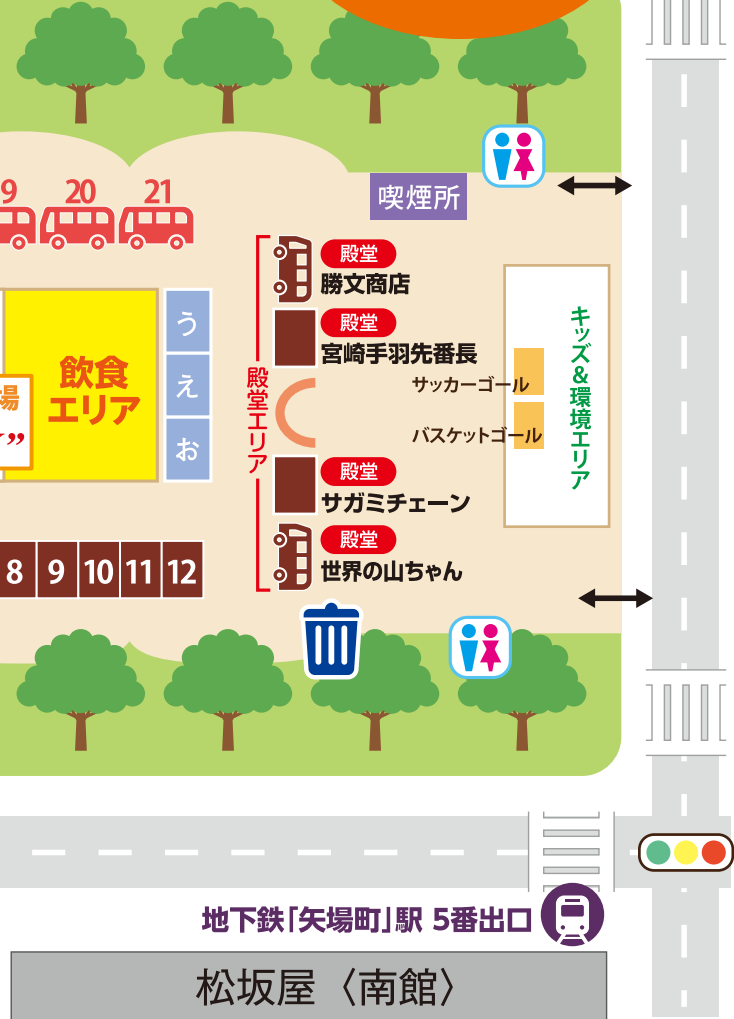 9
20
21
喫煙所
殿堂
勝文商店
殿堂
宮崎手羽先番長
キッズ&環境エリア
う
え
お
飲食
エリア
場
”
殿堂エリア
サッカーゴール
バスケットゴール
殿堂
サガミチェーン
殿堂
世界の山ちゃん
8
9
10
11
12
地下鉄「矢場町」駅 5番出口
松坂屋〈南館〉